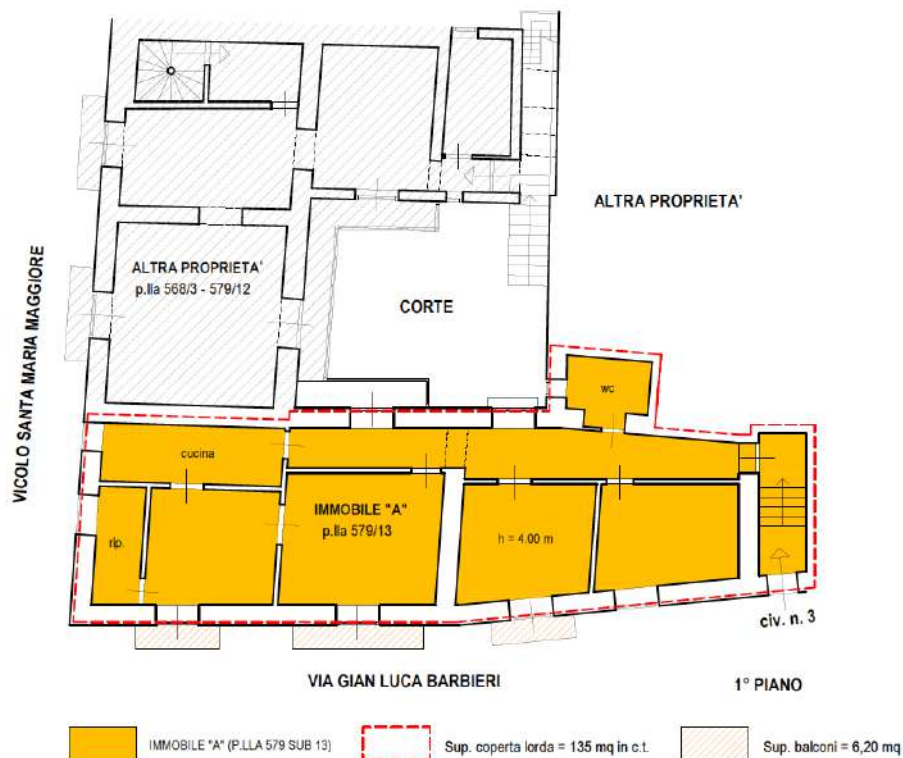 ALTRA PROPRIETA'
VICOLO SANTA MARIA MAGGIORE
ALTRA PROPRIETA'
p.lla 568/3 - 579/12
CORTE
wc
cucina
IMMOBILE "A"
p.lla 579/13
rip.
h = 4.00 m
civ. n. 3
VIA GIAN LUCA BARBIERI
1° PIANO
IMMOBILE "A" (P.LLA 579 SUB 13)
Sup. coperta lorda = 135 mq in c.t.
Sup. balconi = 6,20 mq